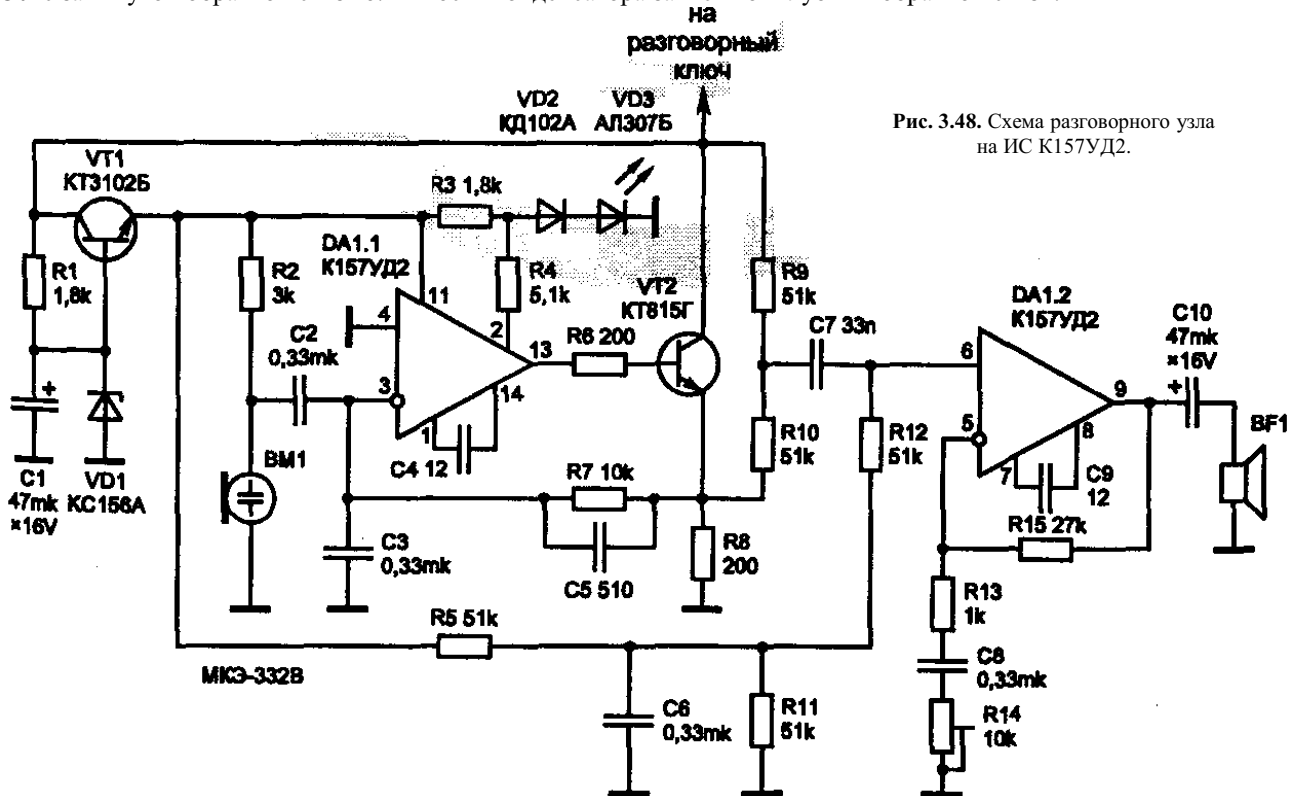 на
разговорный
ключ
Рис. 3.48. Схема разговорного узла
на ИС К157УД2.
VD2
КД102А
VD3
АЛ307Б
VT1
КТ3102Б
R3 1,8k
DA1.1
К157УД2
R1
1,8k
R2
3k
R4
5,1k
VT2
КТ815Г
R9
51k
DA1.2
К157УД2
C10
47mk
×16V
C2
0,33mk
4
11
2
R6 200
C7 33n
6
3
13
14
9
+
+
1
C4 12
5
8
7
BF1
R10
51k
R12
51k
C9
12
BM1
C1
47mk
×16V
VD1
КС156А
R7 10k
R15 27k
C3
0,33mk
C5 510
R8
200
R13
1k
R5 51k
МКЭ-332В
C8
0,33mk
C6
0,33mk
R11
51k
R14
10k